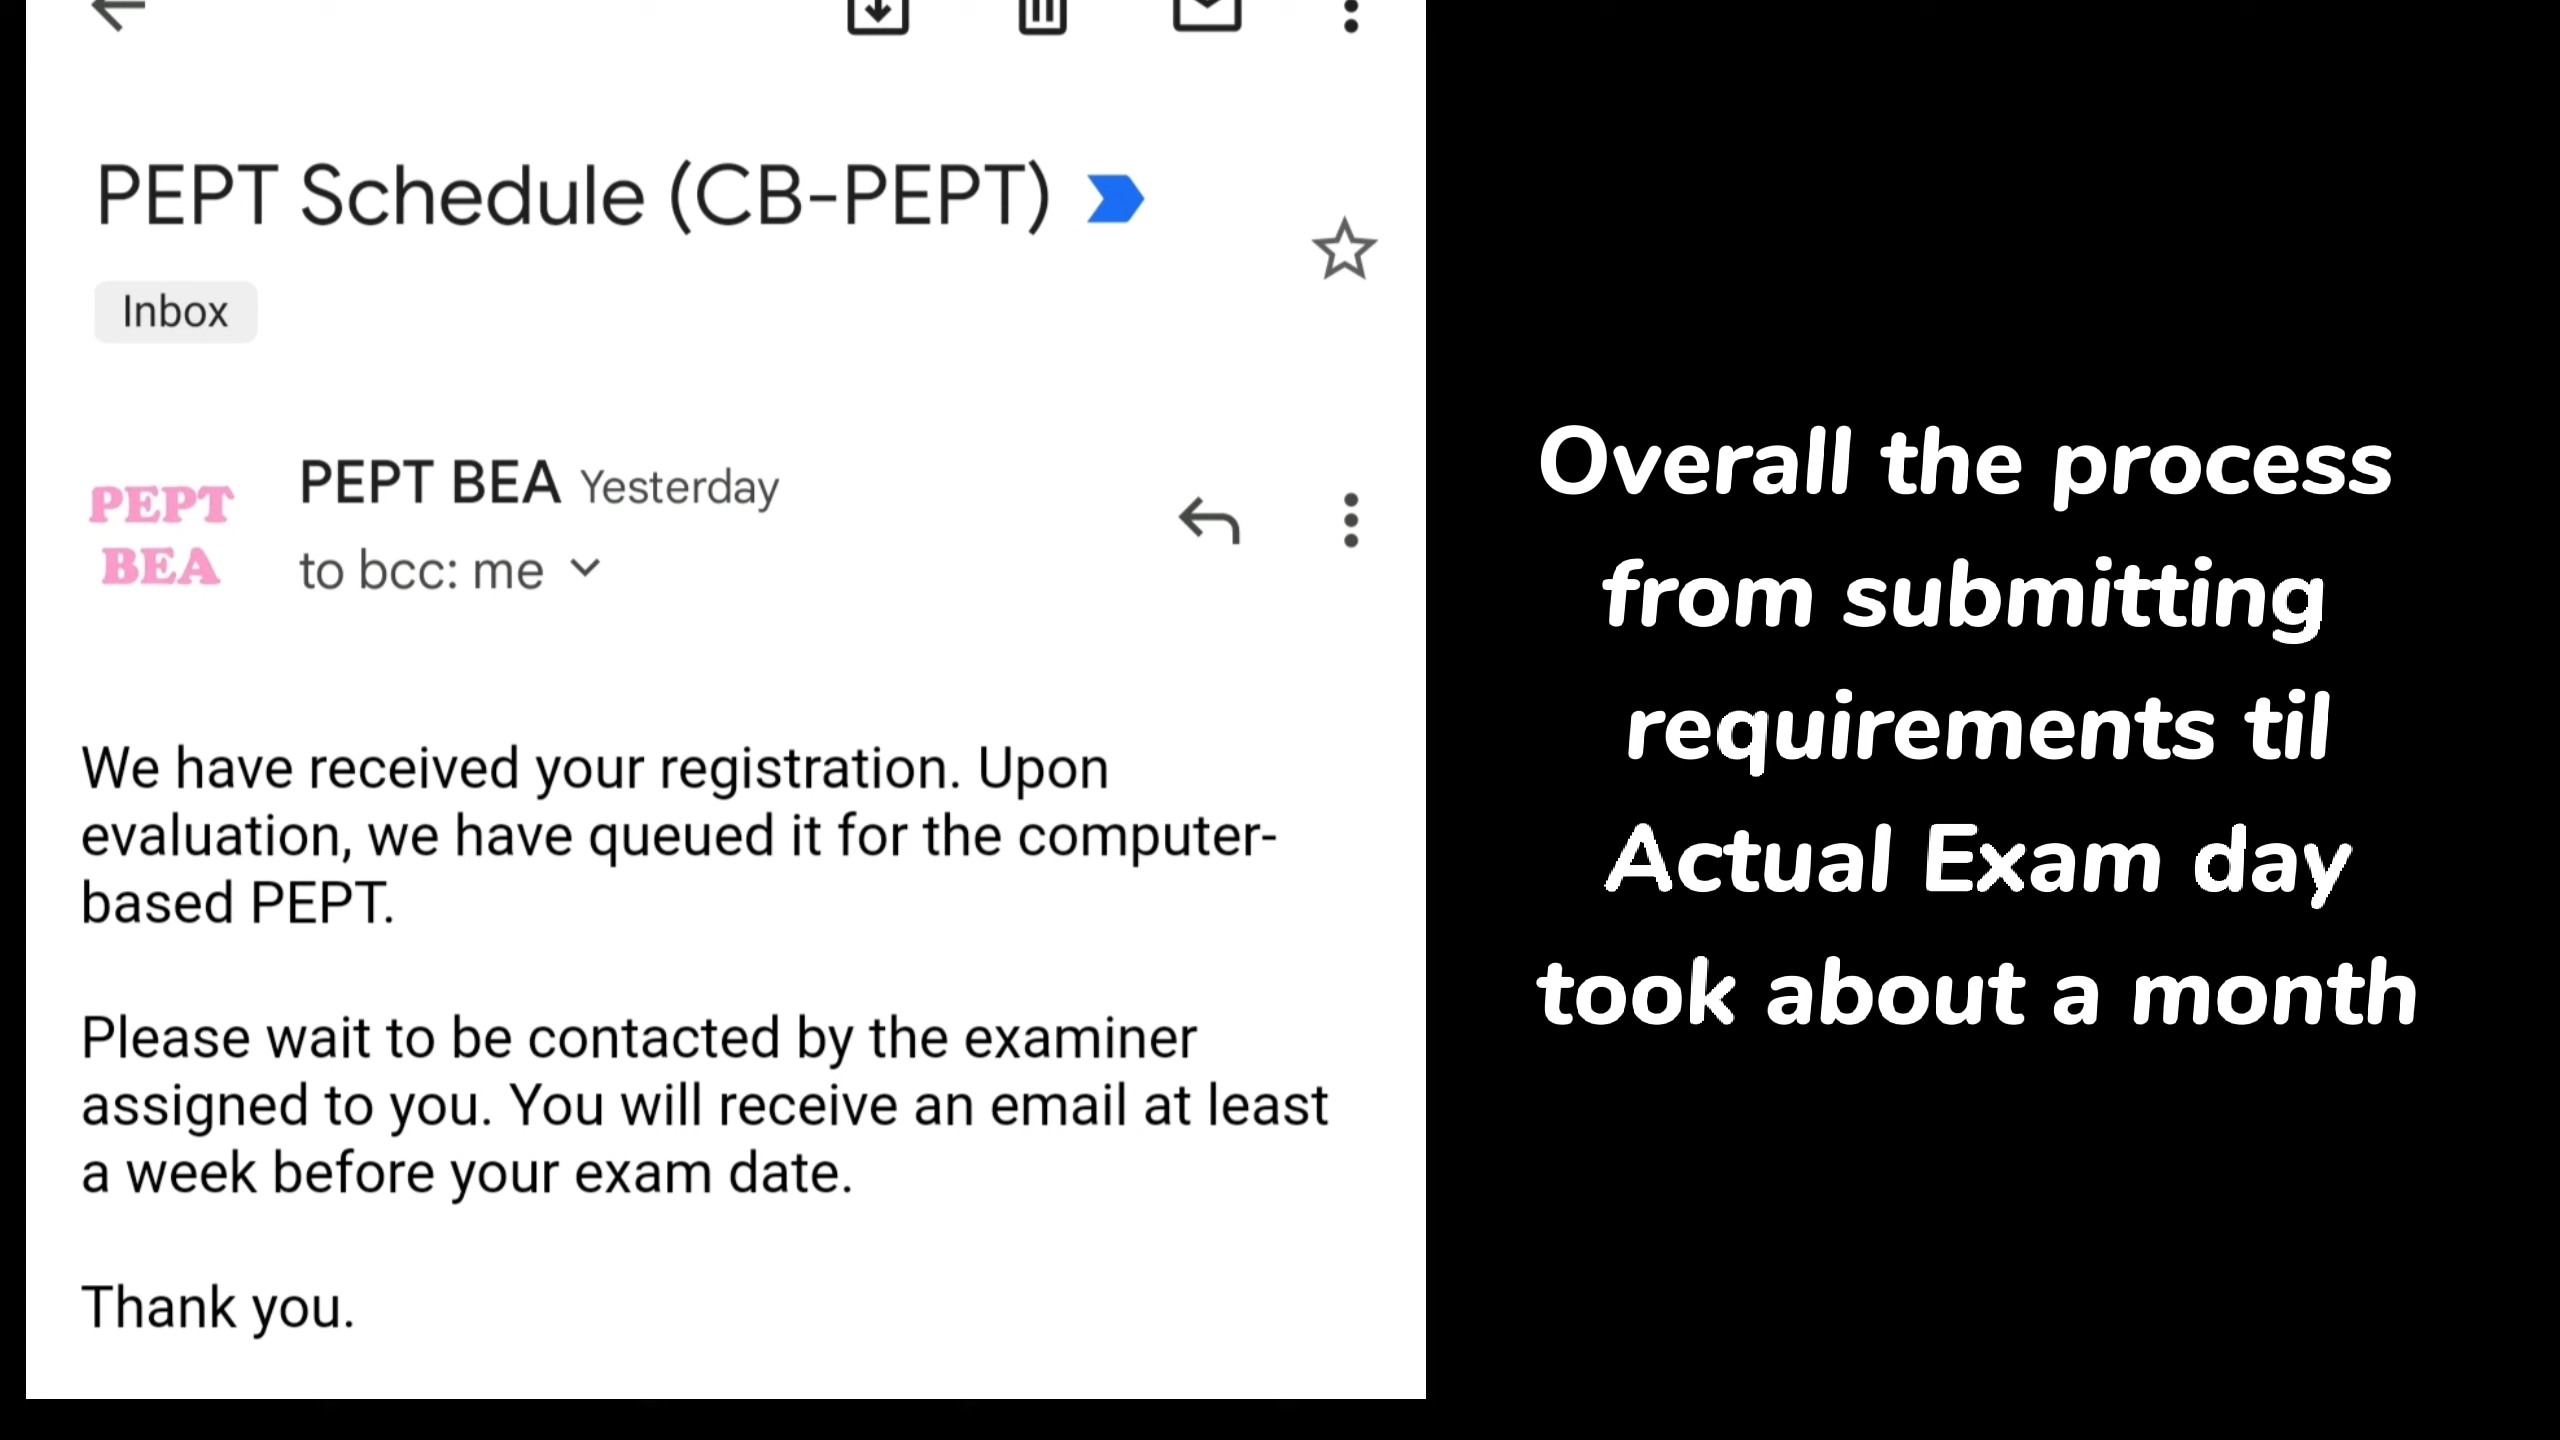 PEPT Schedule (CB-PEPT)
Inbox
PEPT
BEA
PEPT BEA Yesterday
to bcc: me
We have received your registration. Upon
evaluation, we have queued it for the computer-
based PEPT.
Please wait to be contacted by the examiner
assigned to you. You will receive an email at least
a week before your exam date.
Thank you.
Overall the process
from submitting
requirements til
Actual Exam day
took about a month